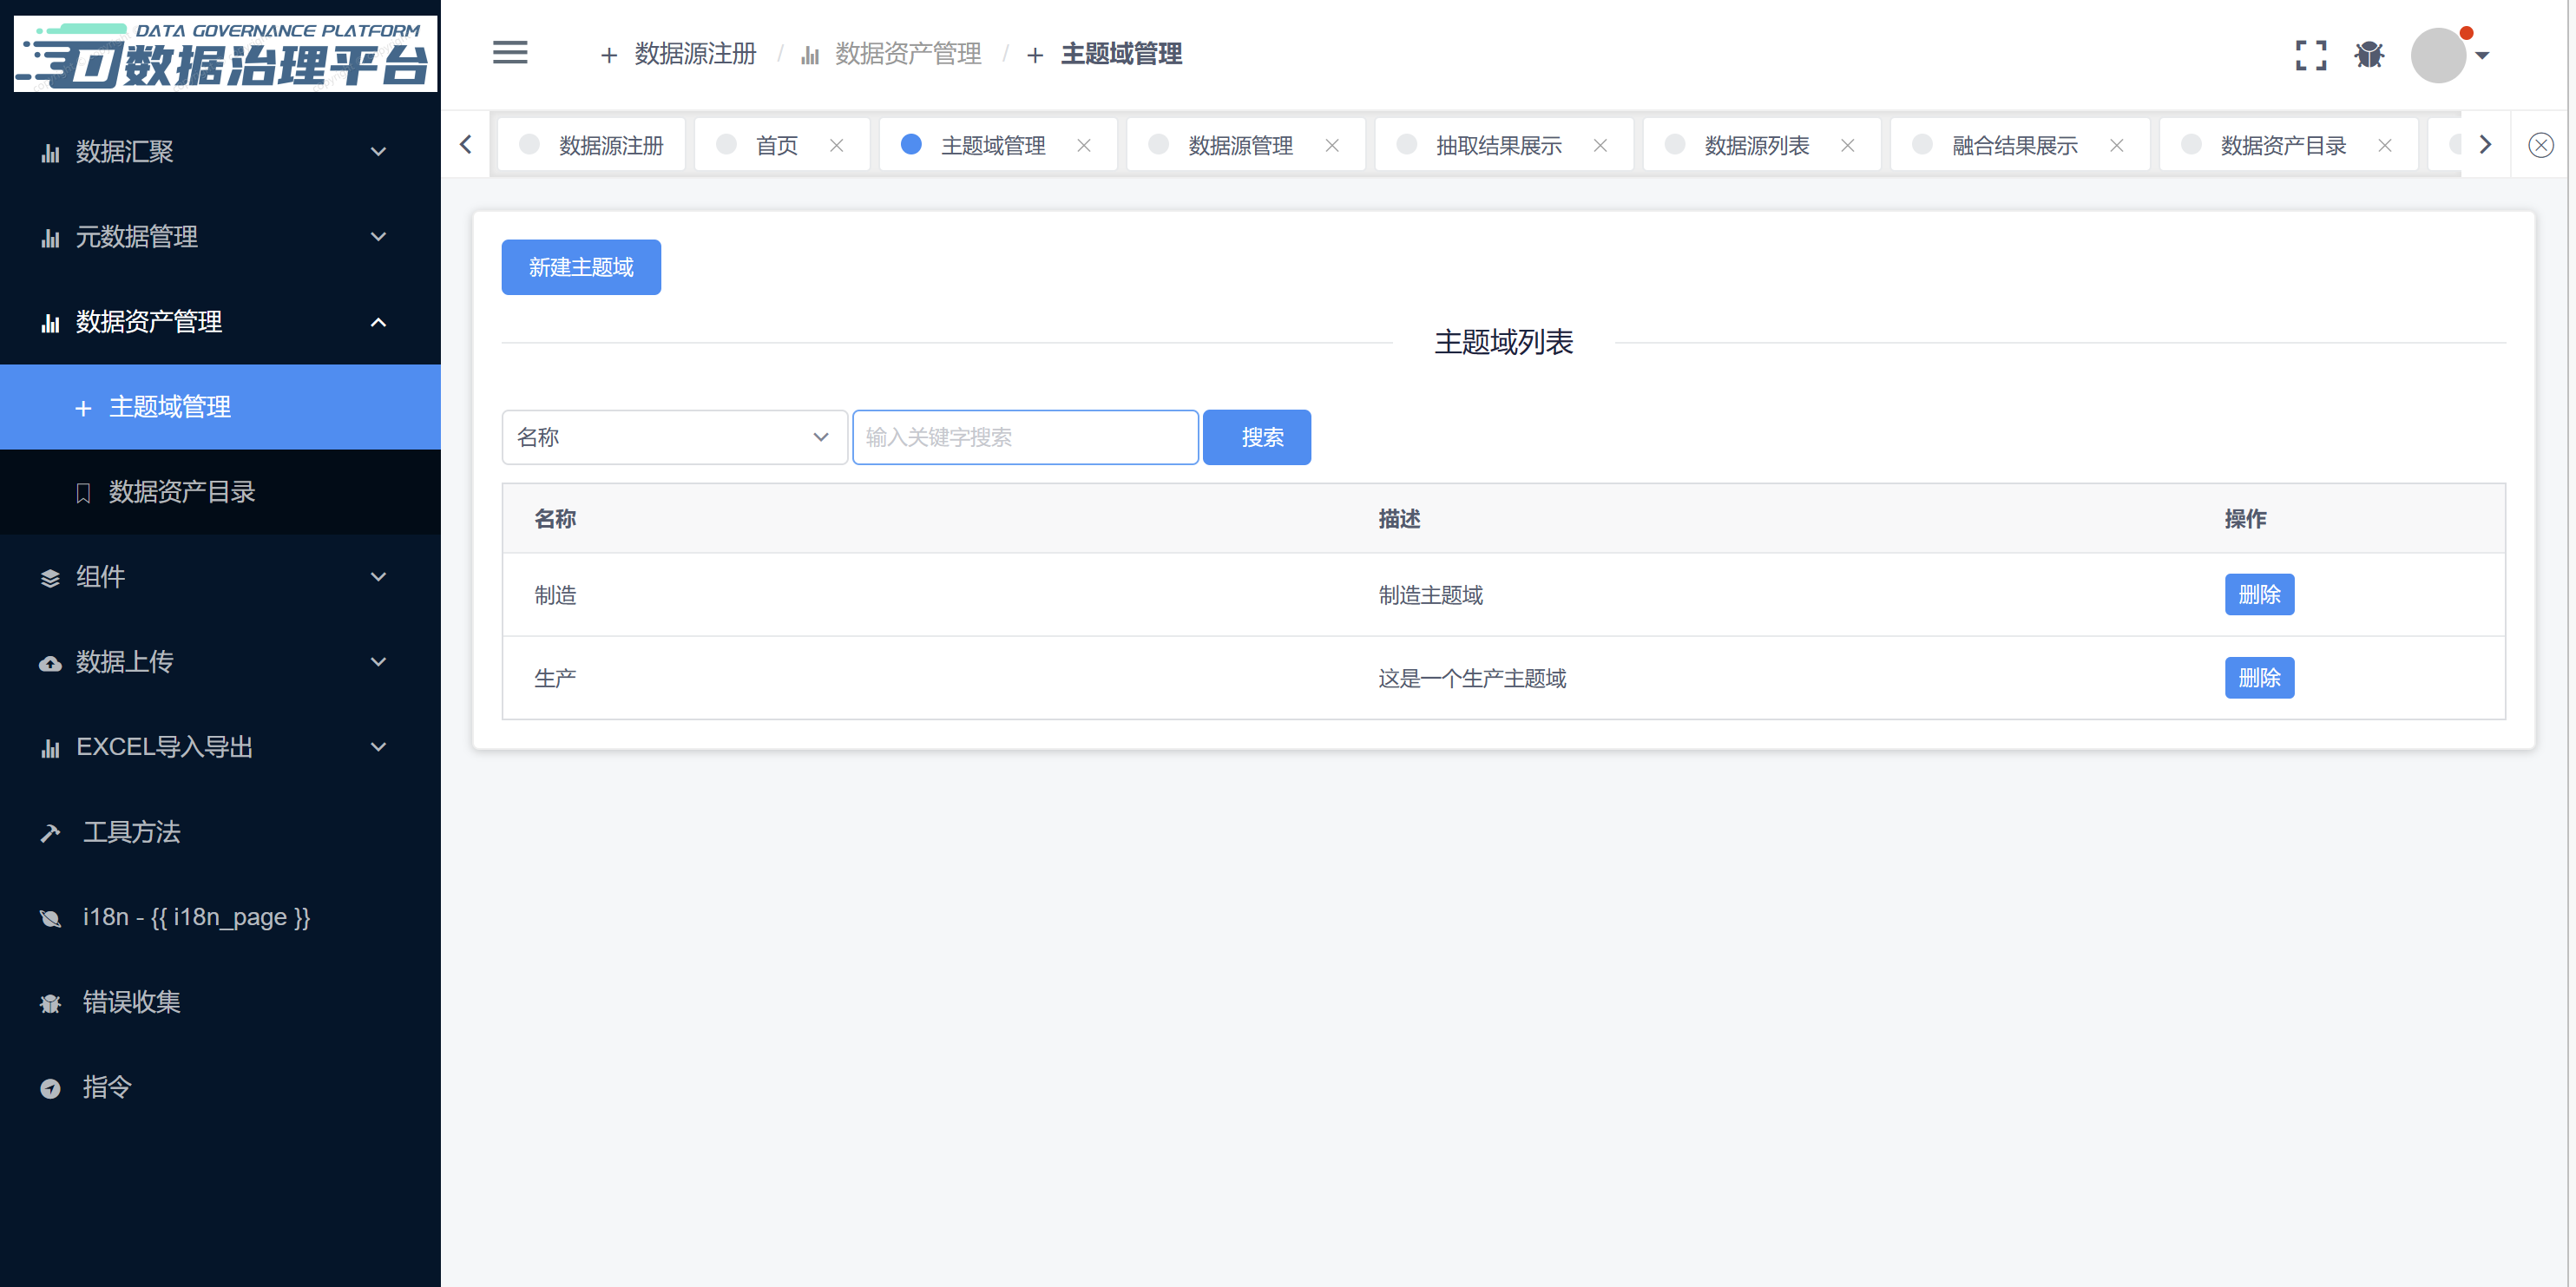 DATA GOVERNANCE PLATFORM
数据治理平台
数据汇聚
元数据管理
数据资产管理
主题域管理
数据资产目录
组件
数据上传
EXCEL导入导出
工具方法
i18n - {{ i18n_page }}
错误收集
指令
数据源注册 / 数据资产管理 / 主题域管理
数据源注册 首页 主题域管理 数据源管理 抽取结果展示 数据源列表 融合结果展示 数据资产目录
新建主题域
主题域列表
名称 输入关键字搜索 搜索
名称 描述 操作
制造 制造主题域 删除
生产 这是一个生产主题域 删除